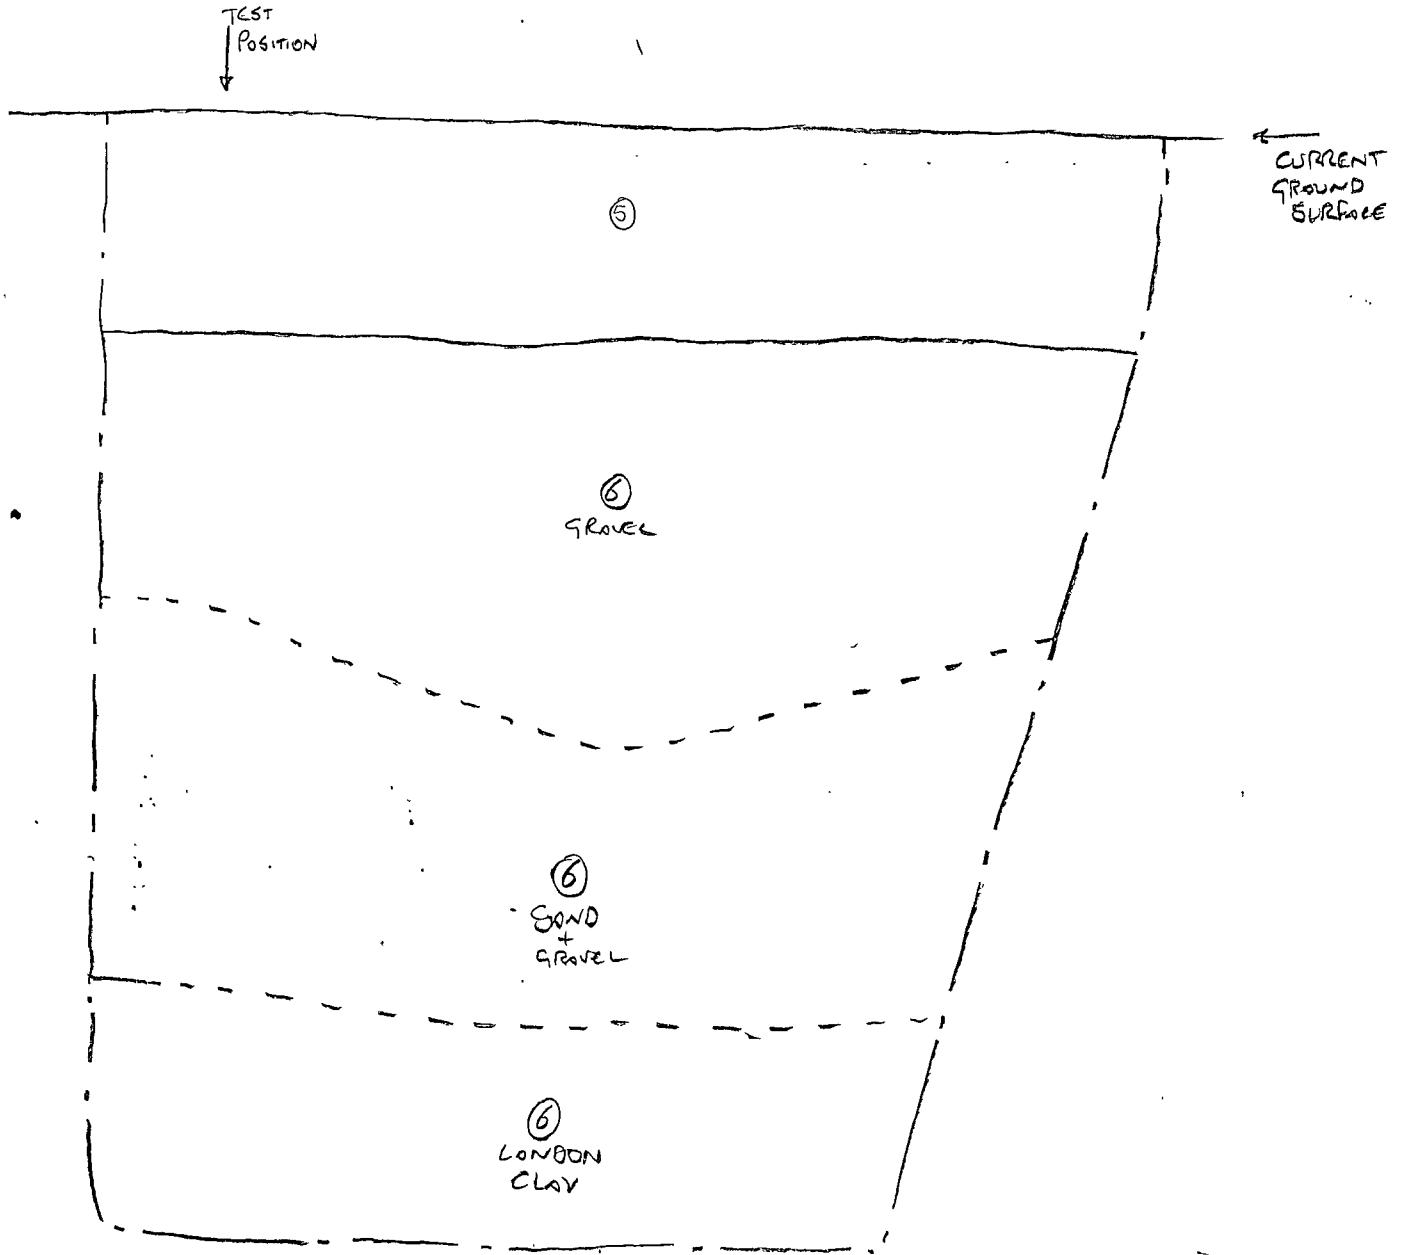 TEST
POSITION
CURRENT
GROUND
SURFACE
5
6
GRAVEL
6
SAND
+
GRAVEL
6
LONDON
CLAY